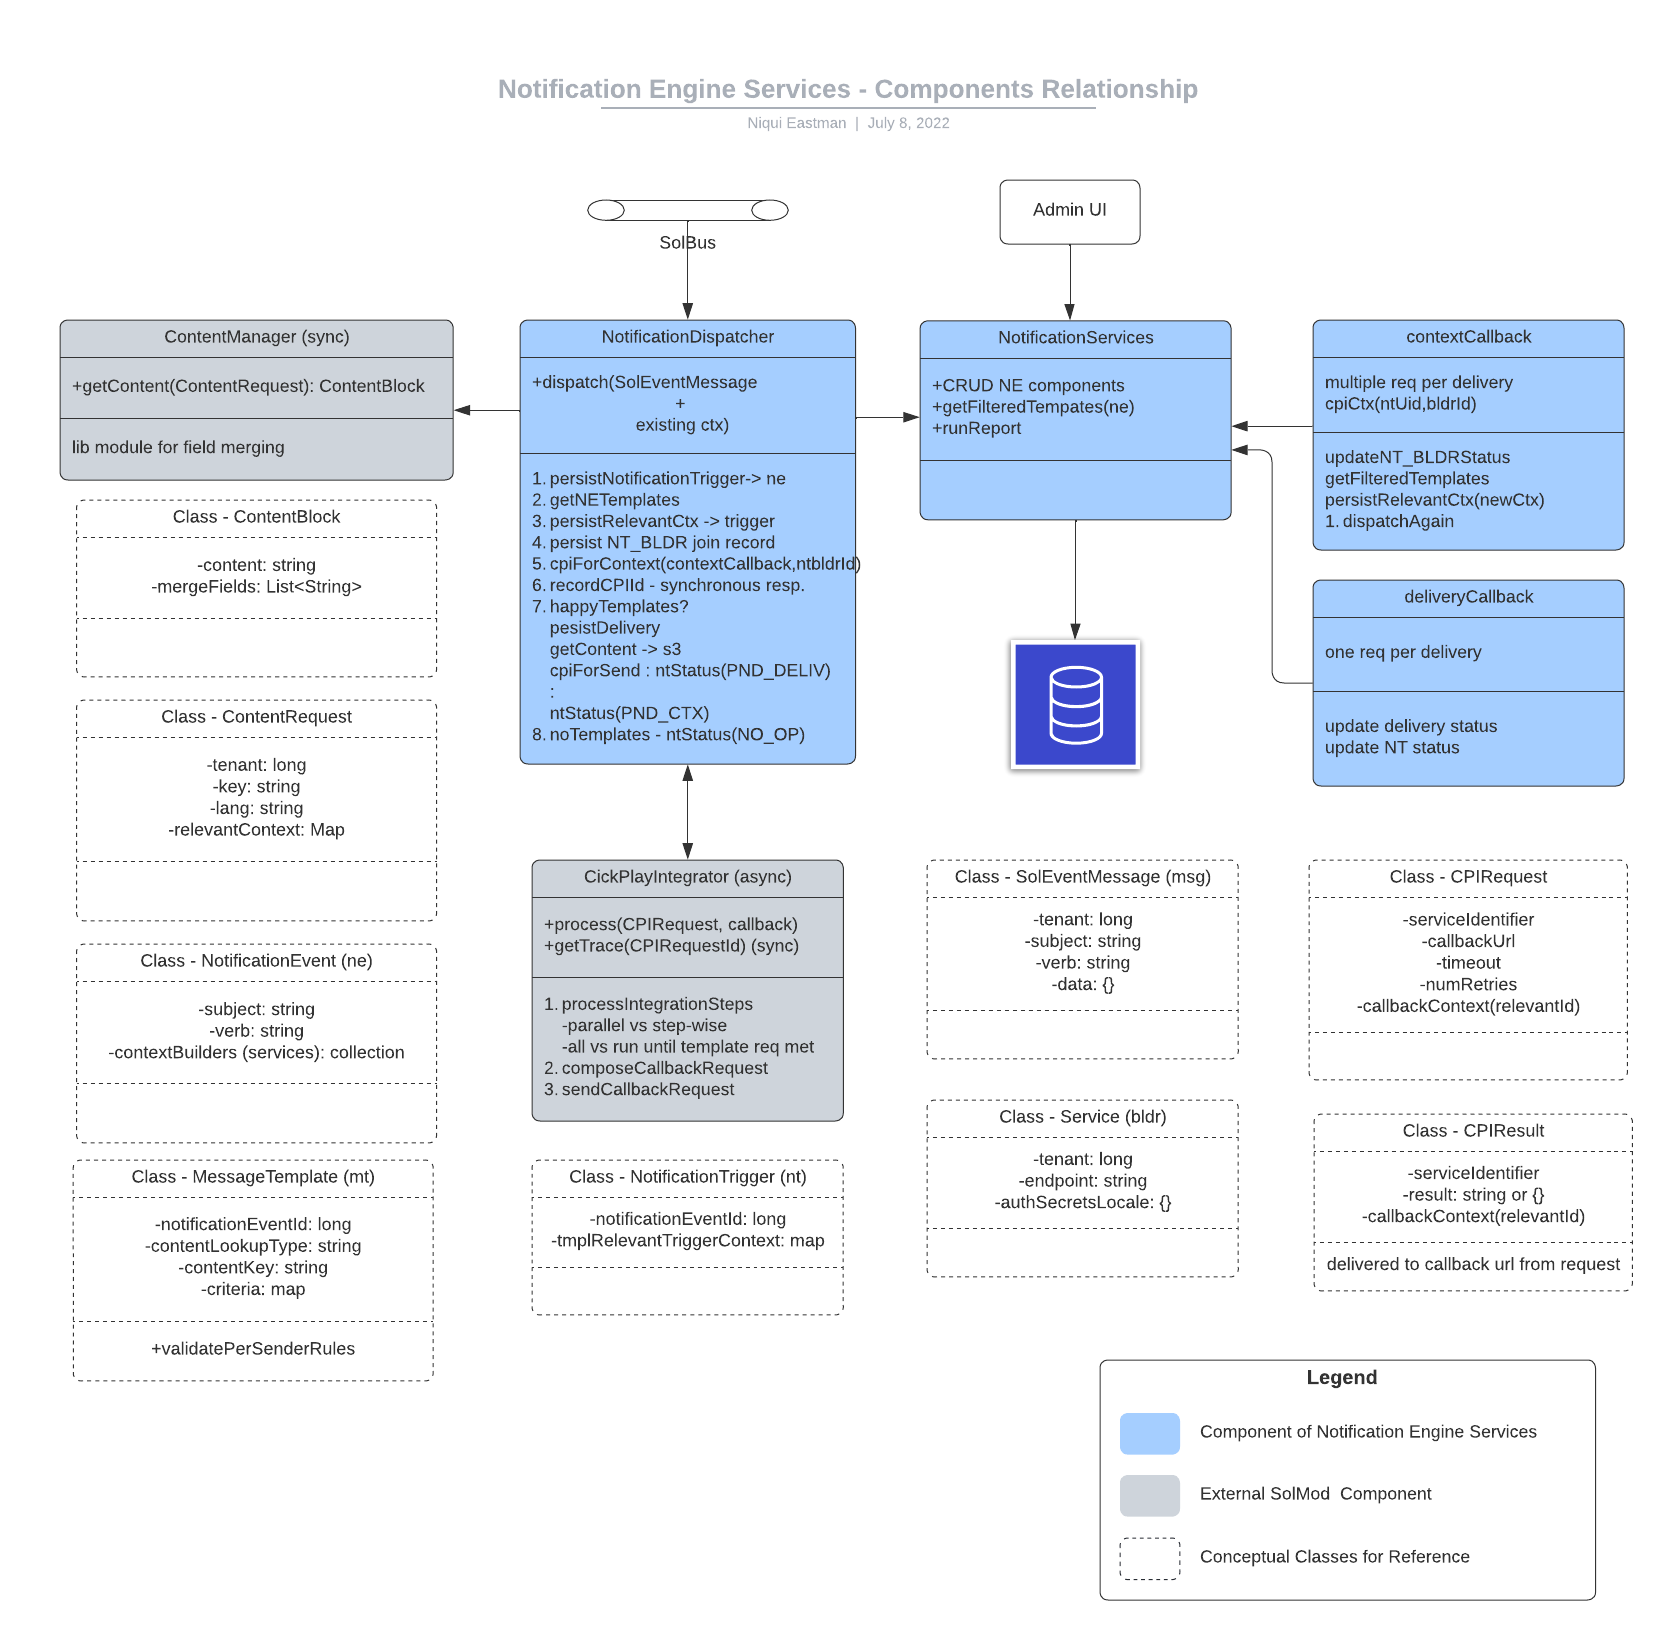 Notification Engine Services - Components Relationship
Niqui Eastman | July 8, 2022
SolBus
Admin UI
ContentManager (sync)
+getContent(ContentRequest): ContentBlock
lib module for field merging
NotificationDispatcher
+dispatch(SolEventMessage
+
existing ctx)
1. persistNotificationTrigger-> ne
2. getNETemplates
3. persistRelevantCtx -> trigger
4. persist NT_BLDR join record
5. cpiForContext(contextCallback,ntbldrId)
6. recordCPIId - synchronous resp.
7. happyTemplates?
pesistDelivery
getContent -> s3
cpiForSend : ntStatus(PND_DELIV)
:
ntStatus(PND_CTX)
8. noTemplates - ntStatus(NO_OP)
NotificationServices
+CRUD NE components
+getFilteredTempates(ne)
+runReport
contextCallback
multiple req per delivery
cpiCtx(ntUid,bldrId)
updateNT_BLDRStatus
getFilteredTemplates
persistRelevantCtx(newCtx)
1. dispatchAgain
deliveryCallback
one req per delivery
update delivery status
update NT status
Class - ContentBlock
-content: string
-mergeFields: List<String>
Class - ContentRequest
-tenant: long
-key: string
-lang: string
-relevantContext: Map
Class - NotificationEvent (ne)
-subject: string
-verb: string
-contextBuilders (services): collection
Class - MessageTemplate (mt)
-notificationEventId: long
-contentLookupType: string
-contentKey: string
-criteria: map
+validatePerSenderRules
CickPlayIntegrator (async)
+process(CPIRequest, callback)
+getTrace(CPIRequestId) (sync)
1. processIntegrationSteps
-parallel vs step-wise
-all vs run until template req met
2. composeCallbackRequest
3. sendCallbackRequest
Class - NotificationTrigger (nt)
-notificationEventId: long
-tmplRelevantTriggerContext: map
Class - SolEventMessage (msg)
-tenant: long
-subject: string
-verb: string
-data: {}
Class - Service (bldr)
-tenant: long
-endpoint: string
-authSecretsLocale: {}
Class - CPIRequest
-serviceIdentifier
-callbackUrl
-timeout
-numRetries
-callbackContext(relevantId)
Class - CPIResult
-serviceIdentifier
-result: string or {}
-callbackContext(relevantId)
delivered to callback url from request
Legend
Component of Notification Engine Services
External SolMod Component
Conceptual Classes for Reference